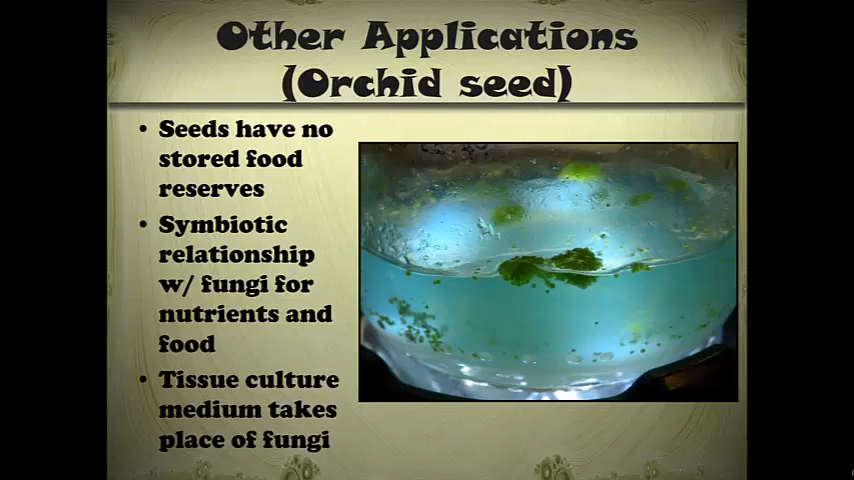 Other Applications
(Orchid seed)
• Seeds have no
stored food
reserves
• Symbiotic
relationship
w/ fungi for
nutrients and
food
• Tissue culture
medium takes
place of fungi